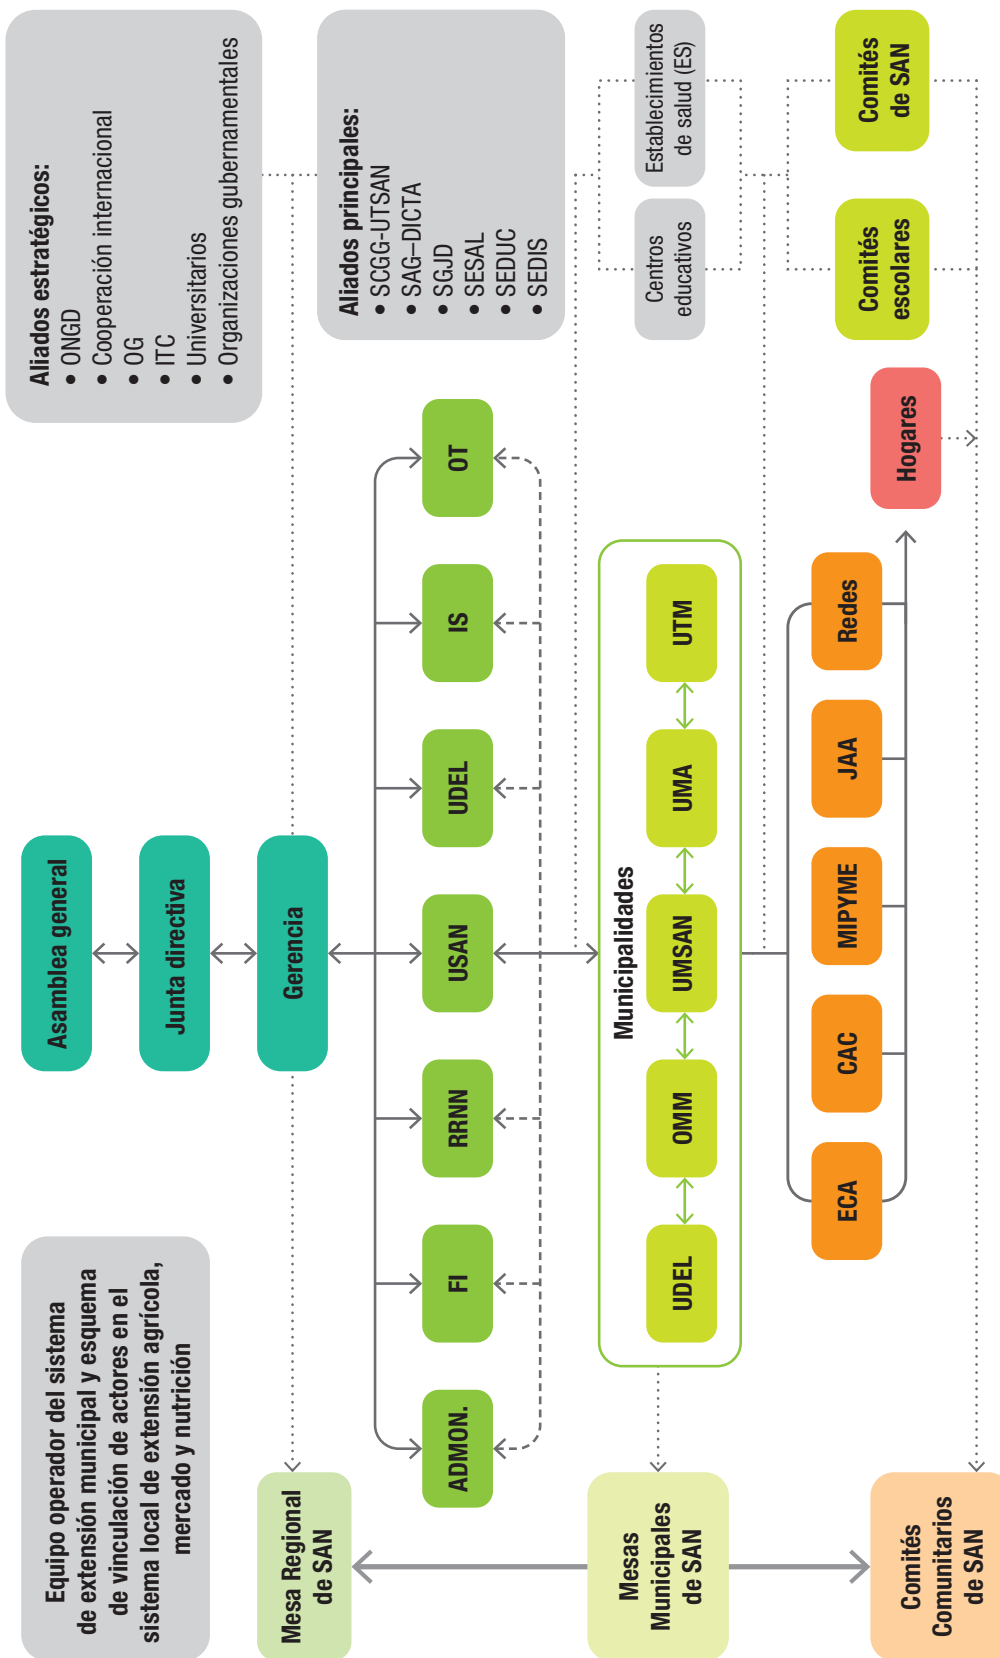 Equipo operador del sistema
de extensión municipal y esquema
de vinculación de actores en el
sistema local de extensión agrícola,
mercado y nutrición
Asamblea general
Junta directiva
Gerencia
Aliados estratégicos:
• ONGD
• Cooperación internacional
• OG
• ITC
• Universitarios
• Organizaciones gubernamentales
Mesa Regional
de SAN
ADMON.
FI
RRNN
USAN
UDEL
IS
OT
Aliados principales:
• SCGG-UTSAN
• SAG–DICTA
• SGJD
• SESAL
• SEDUC
• SEDIS
Mesas
Municipales
de SAN
Municipalidades
UDEL
OMM
UMSAN
UMA
UTM
Centros
educativos
Establecimientos
de salud (ES)
Comités
Comunitarios
de SAN
ECA
CAC
MIPYME
JAA
Redes
Hogares
Comités
escolares
Comités
de SAN